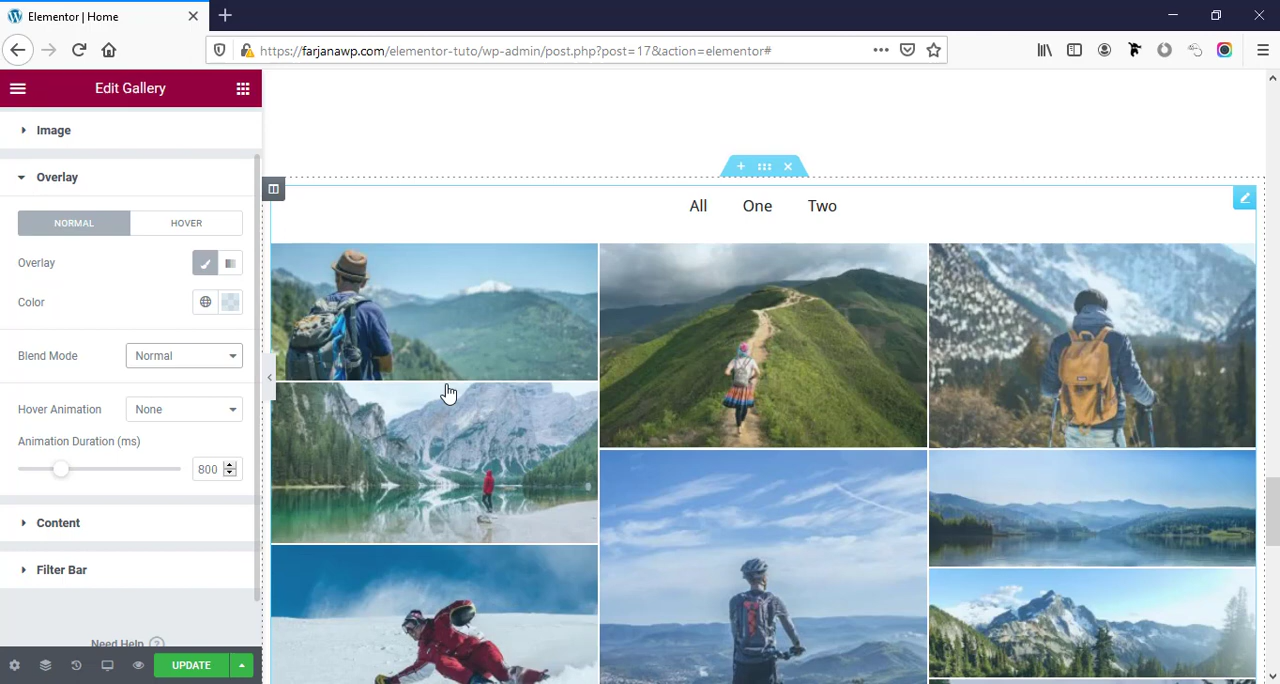 Elementor | Home
https://farjanawp.com/elementor-tuto/wp-admin/post.php?post=17&action=elementor#
Edit Gallery
Image
Overlay
NORMAL HOVER
Overlay
Color
Blend Mode Normal
Hover Animation None
Animation Duration (ms)
800
Content
Filter Bar
Need Help ?
UPDATE
All One Two